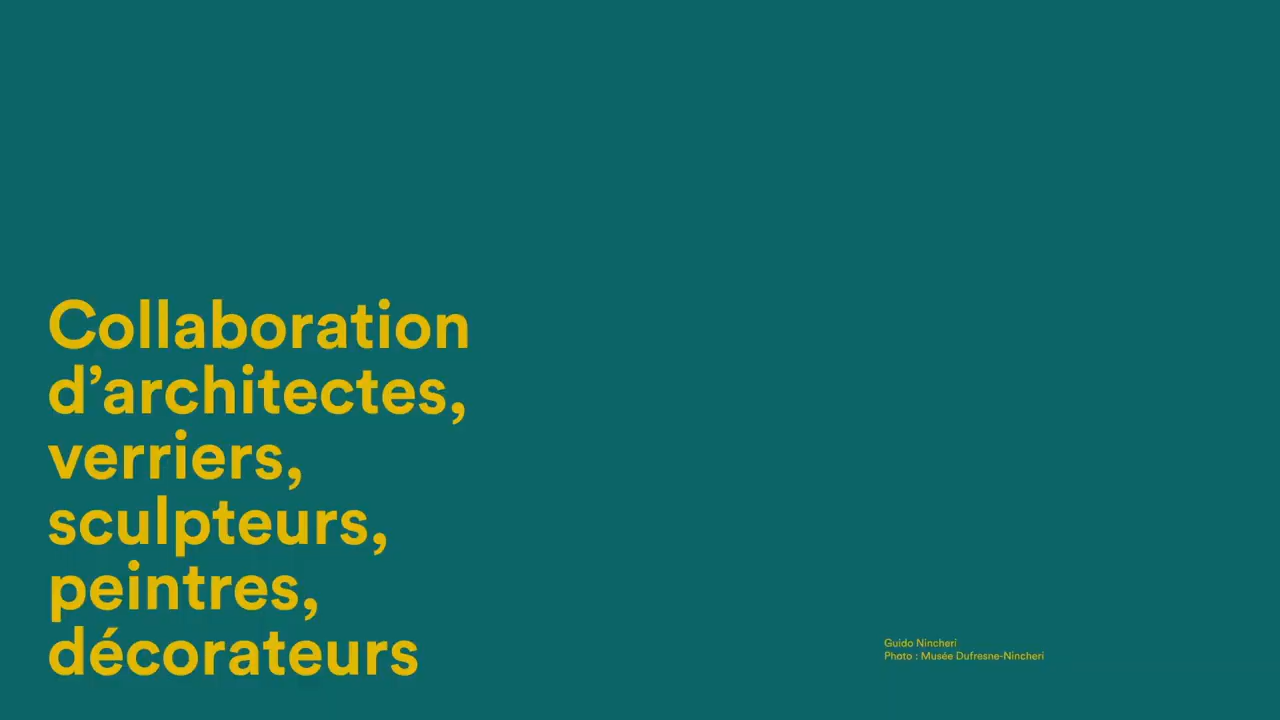 Collaboration
d’architectes,
verriers,
sculpteurs,
peintres,
décorateurs
Guido Nincheri
Photo : Musée Dufresne-Nincheri